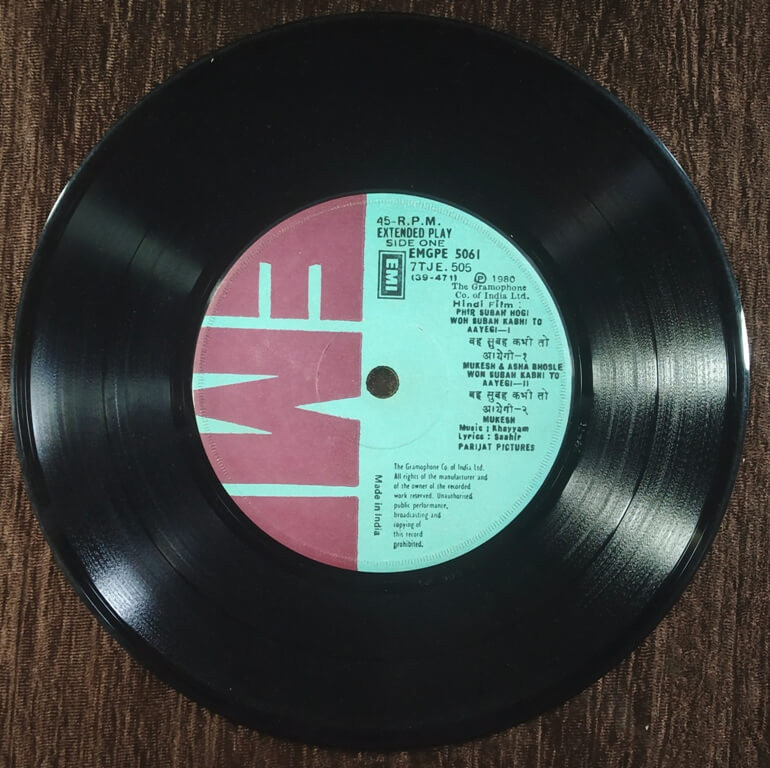 EMI
45-R.P.M.
EXTENDED PLAY
SIDE ONE
EMGPE 5061
EMI
7TJE. 505
(39-471)
Ⓟ 1980
The Gramophone
Co. of India Ltd.
Hindi Film :
PHIR SUBAH HOGI
WOH SUBAH KABHI TO
AAYEGI-I
वह सुबह कभी तो
आयेगी-१
MUKESH & ASHA BHOSLE
WOH SUBAH KABHI TO
AAYEGI-II
वह सुबह कभी तो
आयेगी-२
MUKESH
Music : Khayyam
Lyrics : Saahir
PARIJAT PICTURES
The Gramophone Co. of India Ltd.
All rights of the manufacturer and
of the owner of the recorded
work reserved. Unauthorised
public performance,
broadcasting and
copying of
this record
prohibited.
Made in India